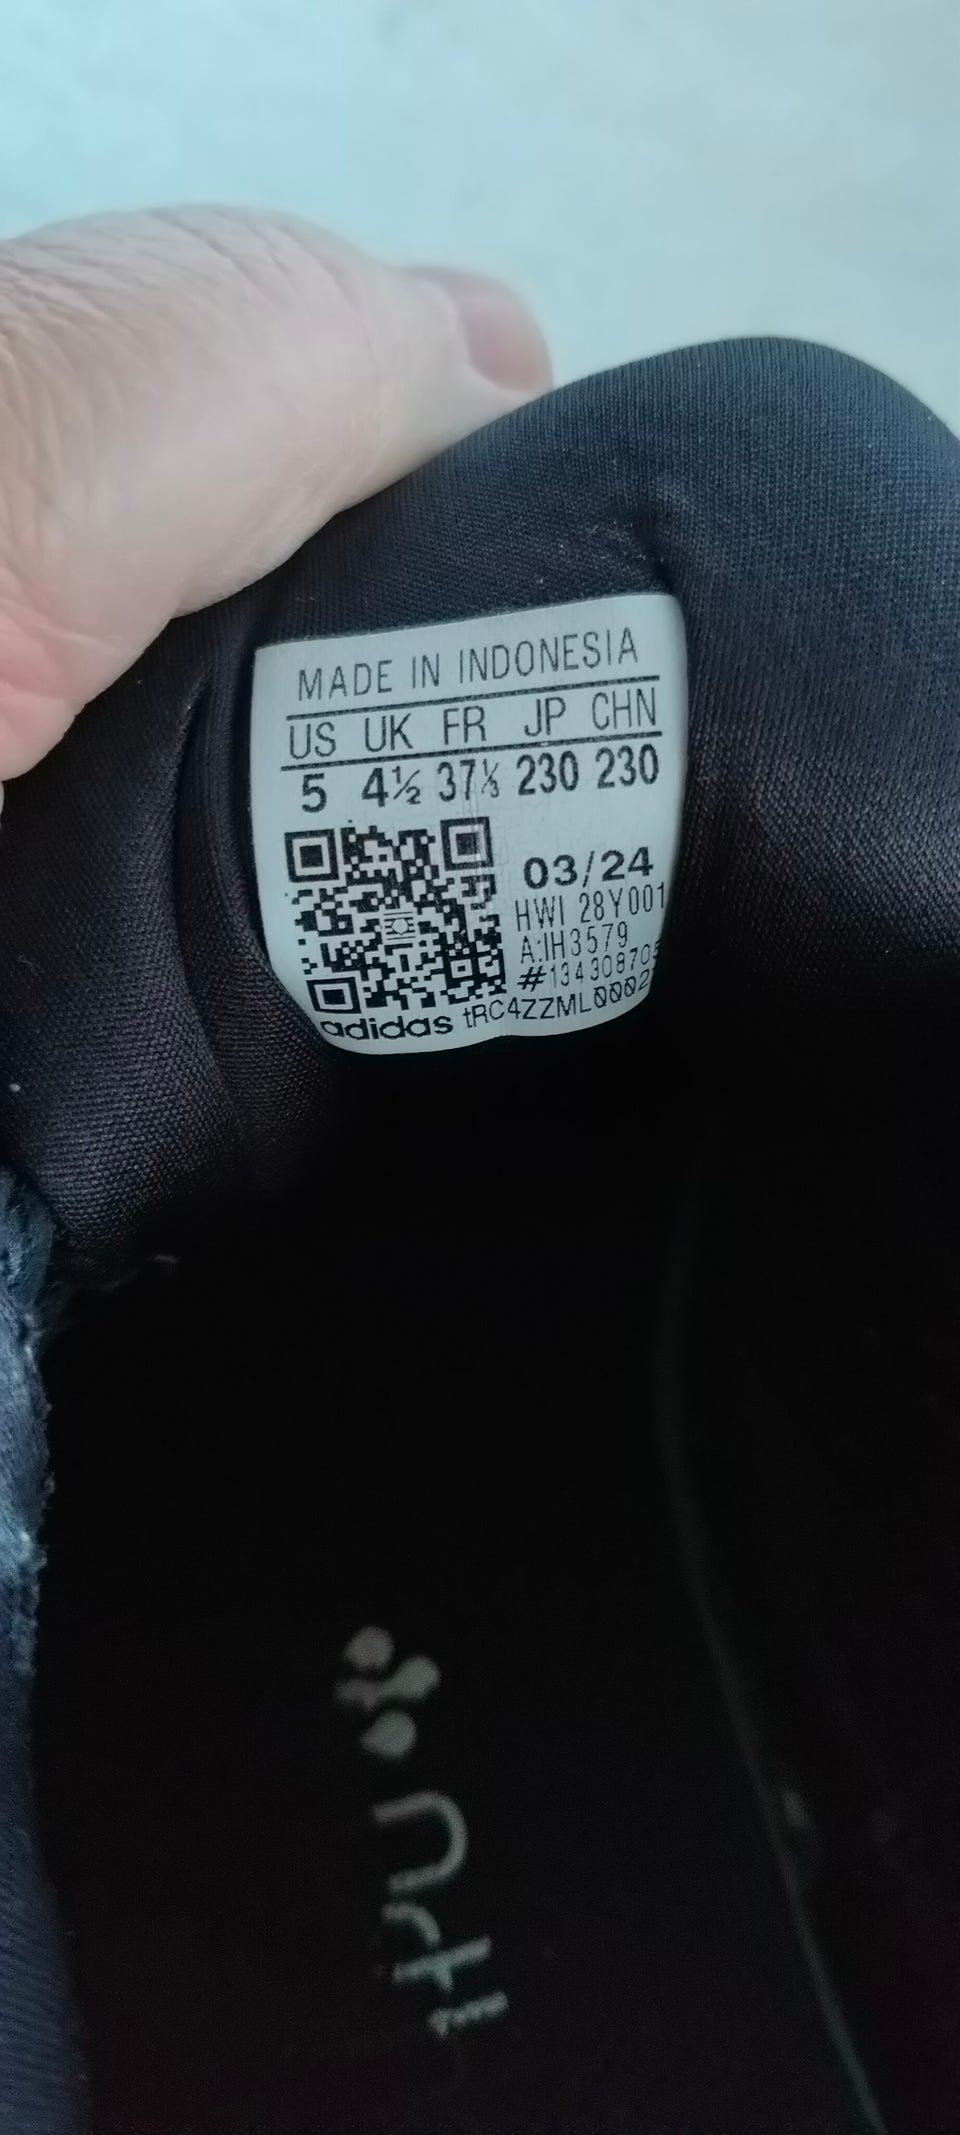 MADE IN INDONESIA
US UK FR JP CHN
5 4½ 37⅓ 230 230
03/24
HWI 28Y001
A:IH3579
adidas